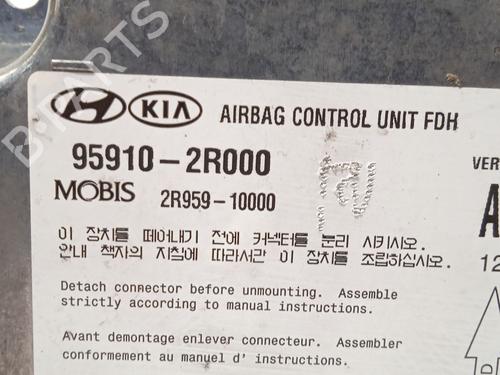 B-PARTS
HYUNDAI KIA AIRBAG CONTROL UNIT FDH
95910-2R000
VER
MOBIS 2R959-10000
A
이 장치를 떼어내기 전에 커넥터를 분리 시키시오.
12
안내 책자의 지침에 따라서만 이 장치를 조립하십시오.
Detach connector before unmounting. Assemble
strictly according to manual instructions.
Avant demontage enlever connecteur. Assembler
conformement au manuel d' instructions.